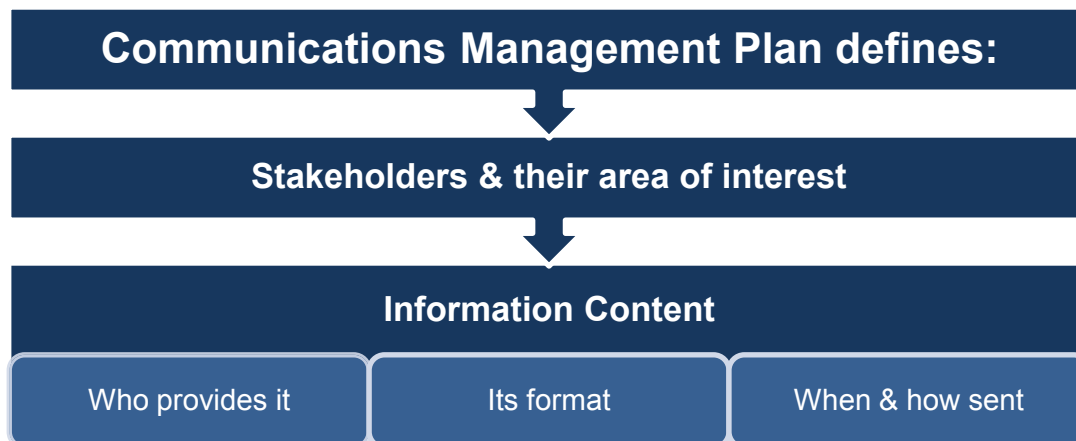 Communications Management Plan defines:
Stakeholders & their area of interest
Information Content
Who provides it
Its format
When & how sent